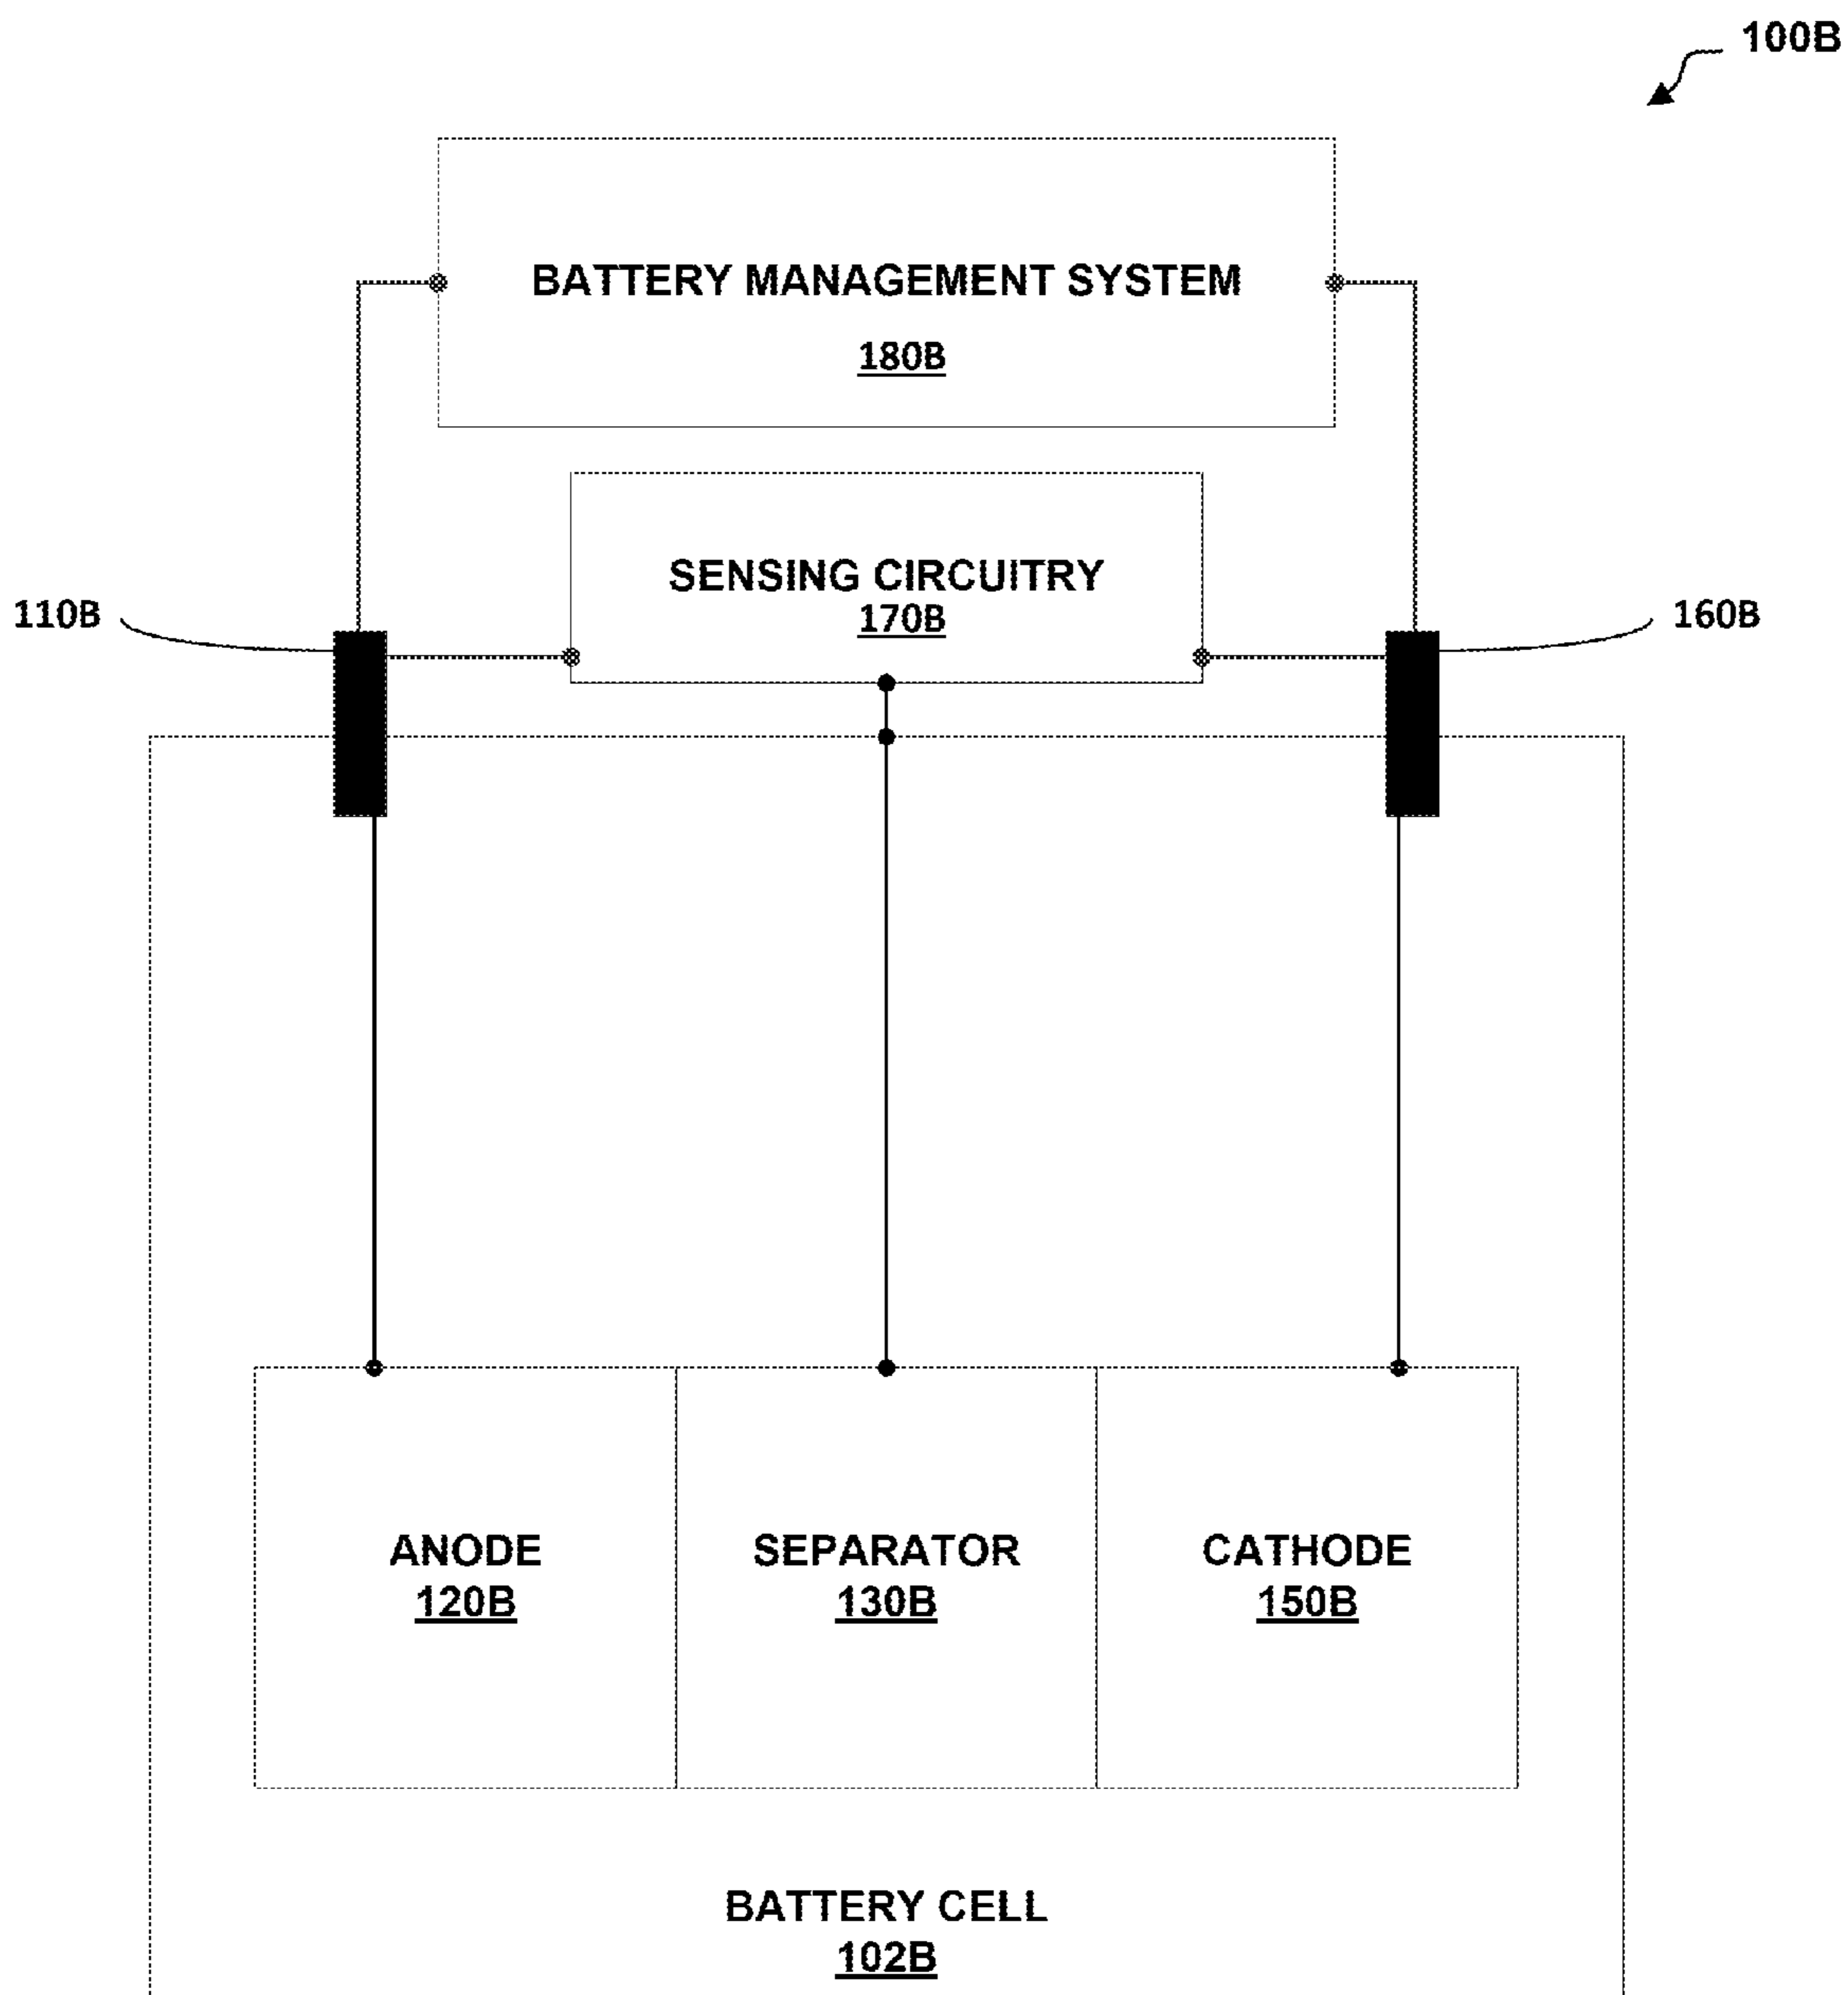 100B
BATTERY MANAGEMENT SYSTEM
180B
SENSING CIRCUITRY
170B
110B
160B
ANODE
120B
SEPARATOR
130B
CATHODE
150B
BATTERY CELL
102B